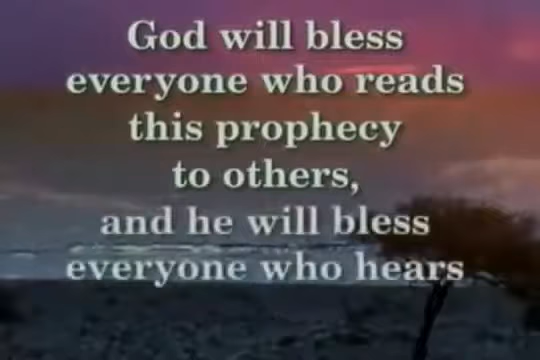 God will bless
everyone who reads
this prophecy
to others,
and he will bless
everyone who hears